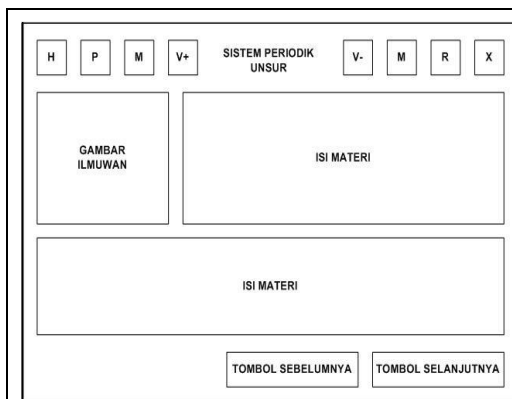 H P M V+ SISTEM PERIODIK UNSUR V- M R X
GAMBAR ILMUWAN
ISI MATERI
ISI MATERI
TOMBOL SEBELUMNYA TOMBOL SELANJUTNYA